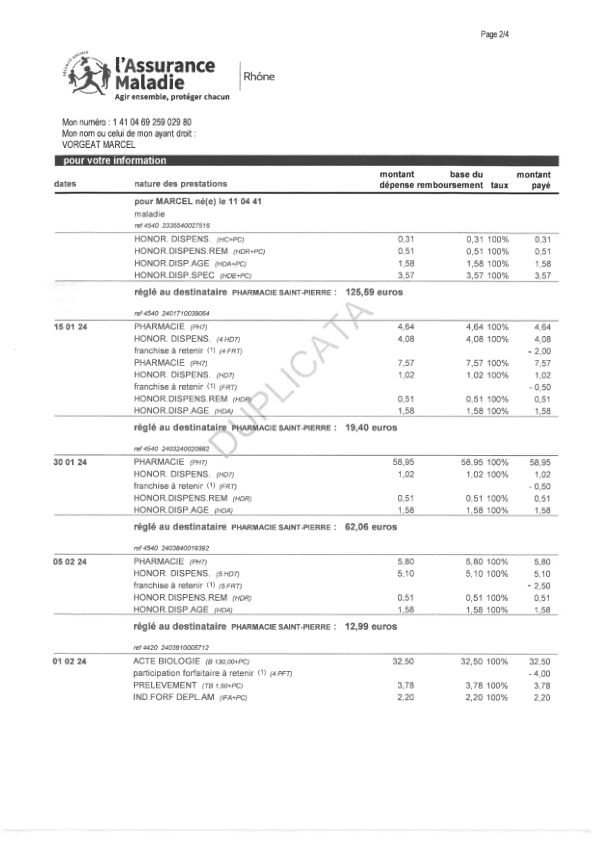 Page 2/4
SÉCURITÉ SOCIALE
l'Assurance
Maladie
Agir ensemble, protéger chacun
Rhône
Mon numéro : 1 41 04 69 259 029 80
Mon nom ou celui de mon ayant droit :
VORGEAT MARCEL
pour votre information
dates nature des prestations montant dépense base du remboursement taux montant payé
pour MARCEL né(e) le 11 04 41
maladie
ref 4540 2335840027516
HONOR. DISPENS. (HC+PC) 0,31 0,31 100% 0,31
HONOR.DISPENS.REM (HDR+PC) 0,51 0,51 100% 0,51
HONOR.DISP.AGE (HDA+PC) 1,58 1,58 100% 1,58
HONOR.DISP.SPEC (HDE+PC) 3,57 3,57 100% 3,57
réglé au destinataire PHARMACIE SAINT-PIERRE : 125,59 euros
ref 4540 2401710039064
15 01 24 PHARMACIE (PH7) 4,64 4,64 100% 4,64
HONOR. DISPENS. (4 HD7) 4,08 4,08 100% 4,08
franchise à retenir (1) (4 FRT) - 2,00
PHARMACIE (PH7) 7,57 7,57 100% 7,57
HONOR. DISPENS. (HD7) 1,02 1,02 100% 1,02
franchise à retenir (1) (FRT) - 0,50
HONOR.DISPENS.REM (HDR) 0,51 0,51 100% 0,51
HONOR.DISP.AGE (HDA) 1,58 1,58 100% 1,58
réglé au destinataire PHARMACIE SAINT-PIERRE : 19,40 euros
ref 4540 2403240020882
30 01 24 PHARMACIE (PH7) 58,95 58,95 100% 58,95
HONOR. DISPENS. (HD7) 1,02 1,02 100% 1,02
franchise à retenir (1) (FRT) - 0,50
HONOR.DISPENS.REM (HDR) 0,51 0,51 100% 0,51
HONOR.DISP.AGE (HDA) 1,58 1,58 100% 1,58
réglé au destinataire PHARMACIE SAINT-PIERRE : 62,06 euros
ref 4540 2403840019392
05 02 24 PHARMACIE (PH7) 5,80 5,80 100% 5,80
HONOR. DISPENS. (5 HD7) 5,10 5,10 100% 5,10
franchise à retenir (1) (5 FRT) - 2,50
HONOR.DISPENS.REM (HDR) 0,51 0,51 100% 0,51
HONOR.DISP.AGE (HDA) 1,58 1,58 100% 1,58
réglé au destinataire PHARMACIE SAINT-PIERRE : 12,99 euros
ref 4420 2403910005712
01 02 24 ACTE BIOLOGIE (B 130,00+PC) 32,50 32,50 100% 32,50
participation forfaitaire à retenir (1) (4 PFT) - 4,00
PRELEVEMENT (TB 1,50+PC) 3,78 3,78 100% 3,78
IND.FORF DEPL.AM (IFA+PC) 2,20 2,20 100% 2,20
DUPLICATA